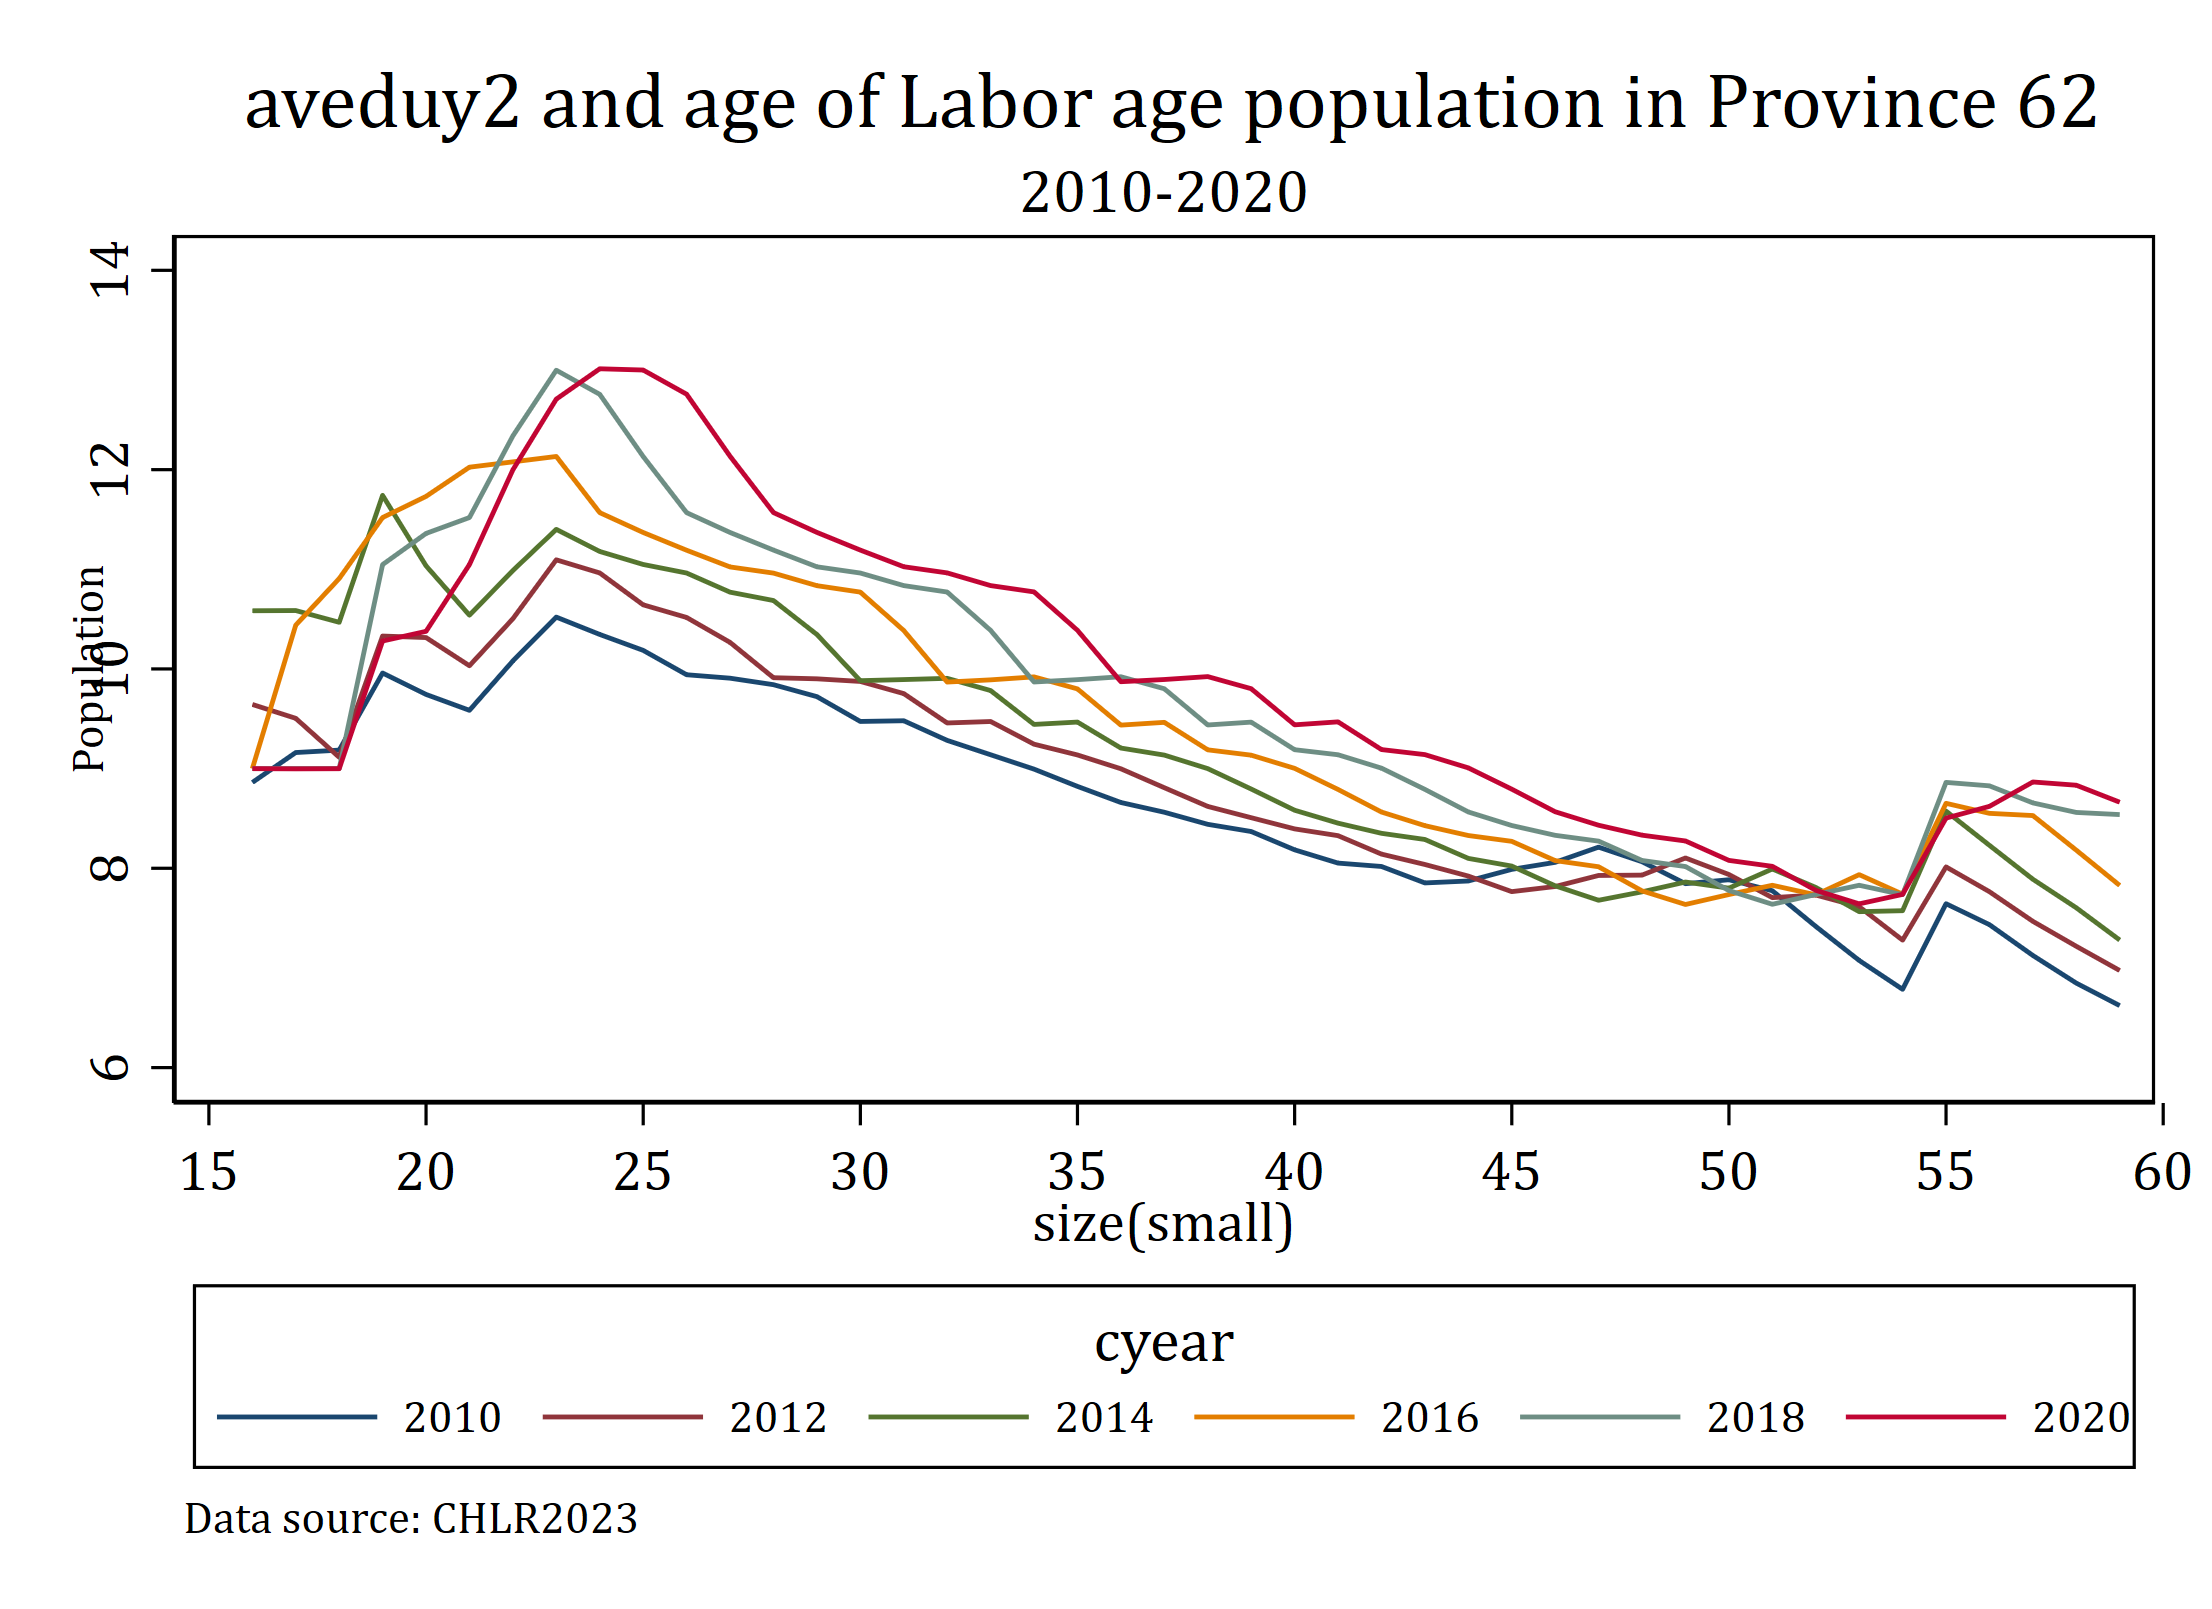 aveduy2 and age of Labor age population in Province 62
2010-2020
Population
14
12
10
8
6
15 20 25 30 35 40 45 50 55 60
size(small)
cyear
2010 2012 2014 2016 2018 2020
Data source: CHLR2023